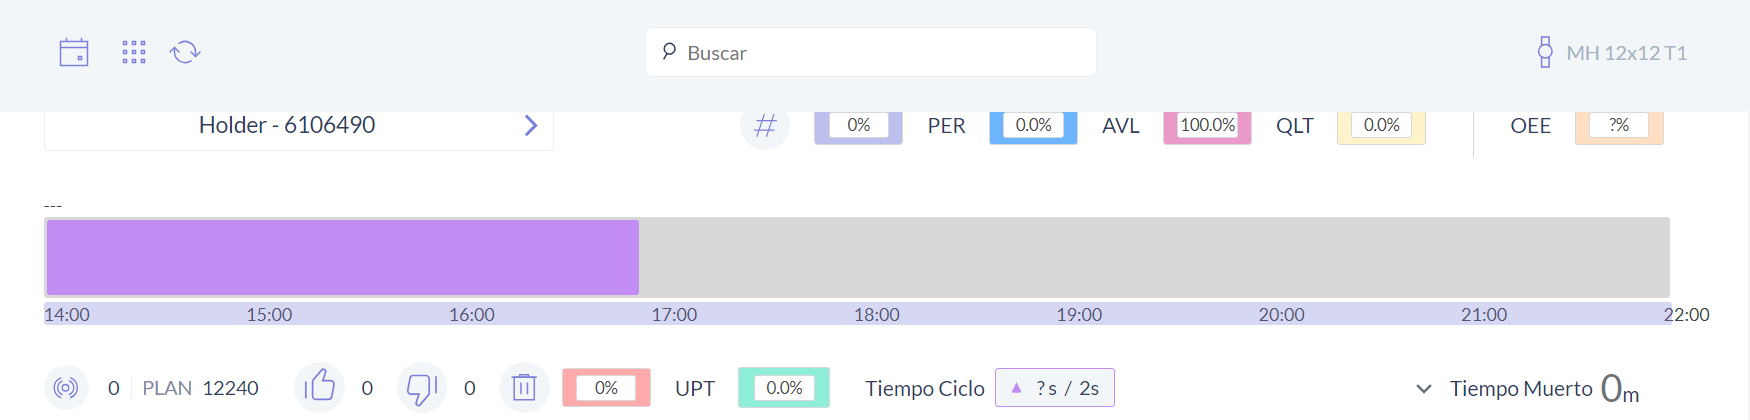 Buscar
MH 12x12 T1
Holder - 6106490
# 0% PER 0.0% AVL 100.0% QLT 0.0% OEE ?%
---
14:00 15:00 16:00 17:00 18:00 19:00 20:00 21:00 22:00
0 PLAN 12240 0 0 0% UPT 0.0% Tiempo Ciclo ? s / 2s Tiempo Muerto 0m